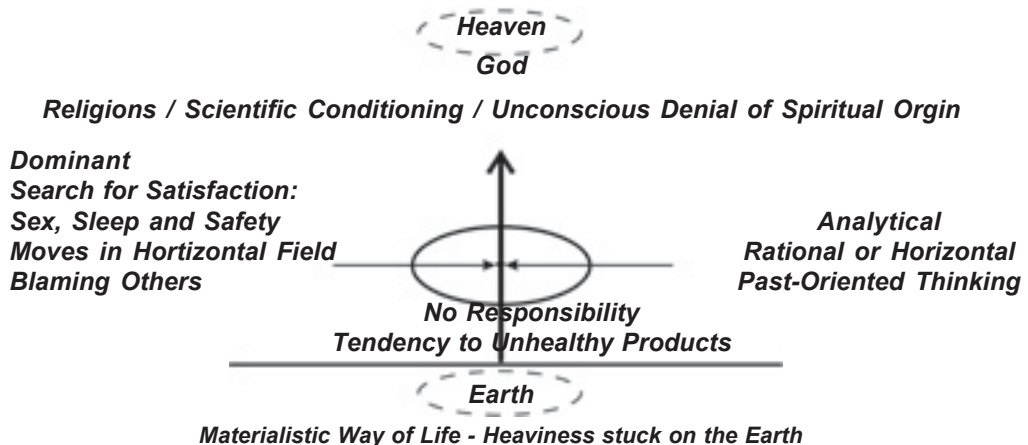 Heaven
God
Religions / Scientific Conditioning / Unconscious Denial of Spiritual Orgin
Dominant
Search for Satisfaction:
Sex, Sleep and Safety
Moves in Hortizontal Field
Blaming Others
Analytical
Rational or Horizontal
Past-Oriented Thinking
No Responsibility
Tendency to Unhealthy Products
Earth
Materialistic Way of Life - Heaviness stuck on the Earth